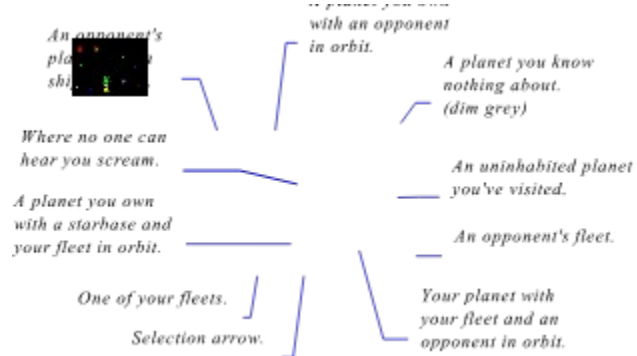 An opponent's
pla
shi
A planet you own
with an opponent
in orbit.
A planet you know
nothing about.
(dim grey)
Where no one can
hear you scream.
An uninhabited planet
you've visited.
A planet you own
with a starbase and
your fleet in orbit.
An opponent's fleet.
One of your fleets.
Your planet with
your fleet and an
opponent in orbit.
Selection arrow.